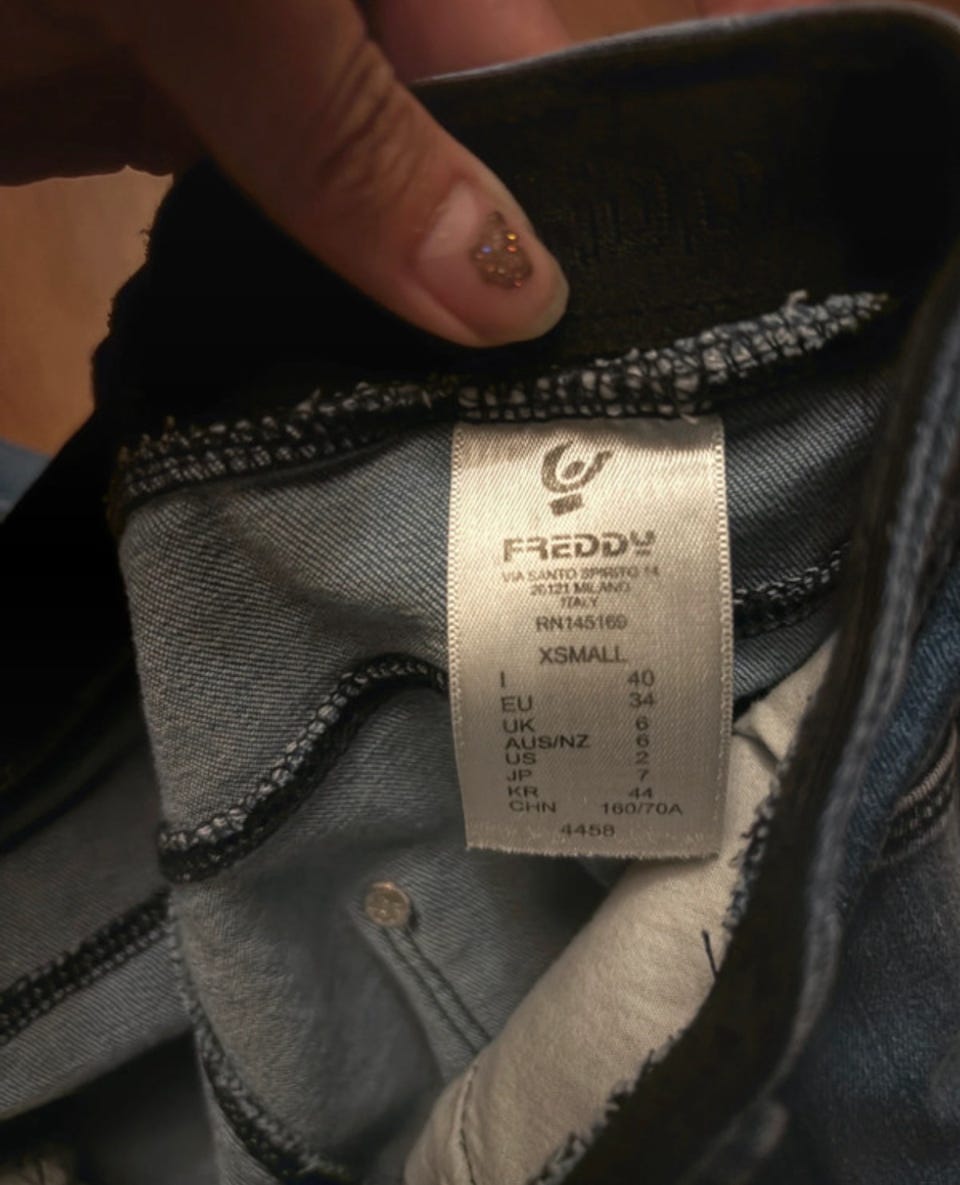 FREDDY
VIA SANTO SPIRITO 14
20121 MILANO
ITALY
RN145169
XSMALL
I 40
EU 34
UK 6
AUS/NZ 6
US 2
JP 7
KR 44
CHN 160/70A
4458